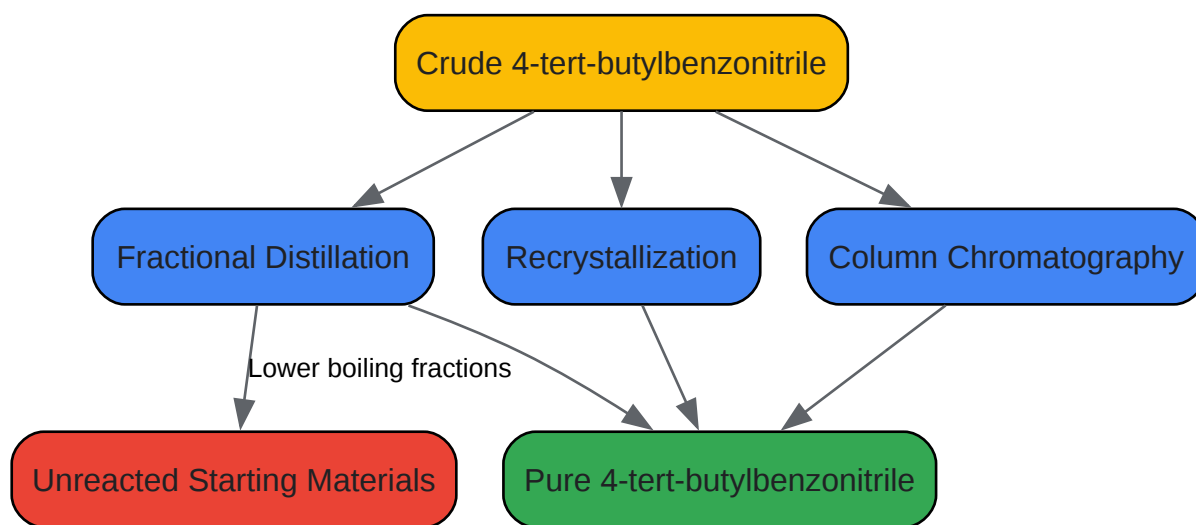 Crude 4-tert-butylbenzonitrile
Fractional Distillation
Recrystallization
Column Chromatography
Lower boiling fractions
Unreacted Starting Materials
Pure 4-tert-butylbenzonitrile